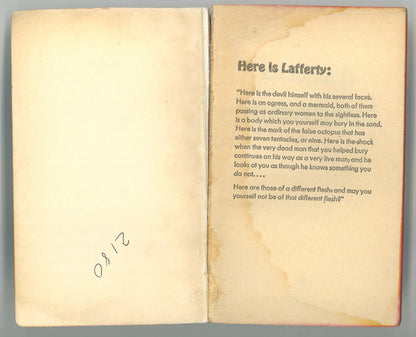 2180
Here Is Lafferty:
"Here is the devil himself with his several faces.
Here is an ogress, and a mermaid, both of them
passing as ordinary women to the sightless. Here
is a body which you yourself may bury in the sand.
Here is the mark of the false octopus that has
either seven tentacles, or nine. Here is the shock
when the very dead man that you helped bury
continues on his way as a very live man; and he
looks at you as though he knows something you
do not....
Here are those of a different flesh: and may you
yourself not be of that different flesh?"